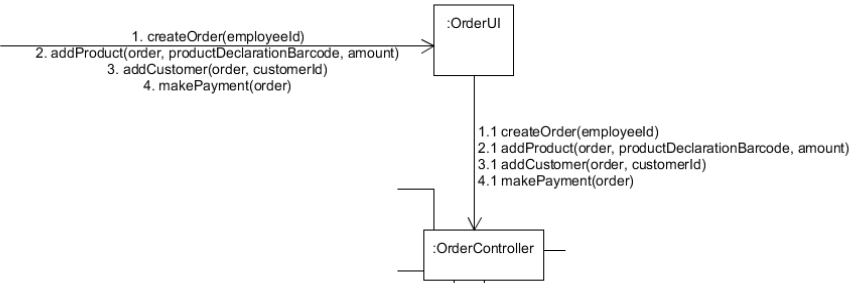 1. createOrder(employeeId)
2. addProduct(order, productDeclarationBarcode, amount)
3. addCustomer(order, customerId)
4. makePayment(order)
:OrderUI
1.1 createOrder(employeeId)
2.1 addProduct(order, productDeclarationBarcode, amount)
3.1 addCustomer(order, customerId)
4.1 makePayment(order)
:OrderController